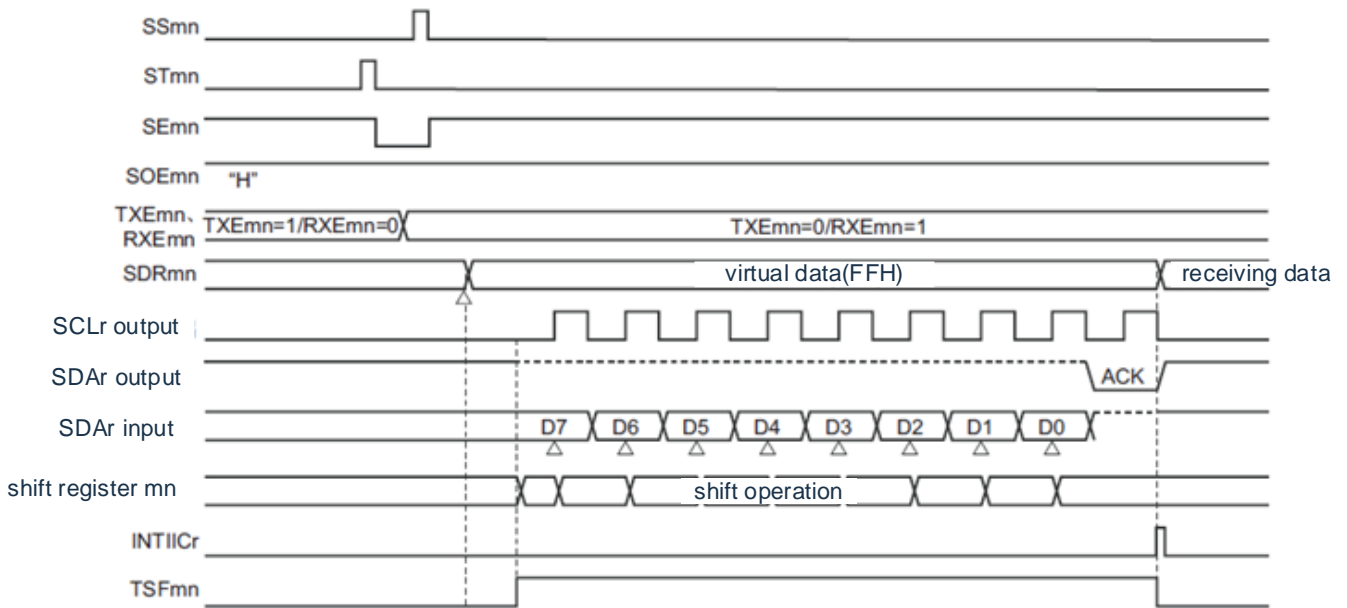 SSmn
STmn
SEmn
SOEmn "H"
TXEmn、
RXEmn
TXEmn=1/RXEmn=0 TXEmn=0/RXEmn=1
SDRmn virtual data(FFH) receiving data
SCLr output
SDAr output ACK
SDAr input D7 D6 D5 D4 D3 D2 D1 D0
shift register mn shift operation
INTIICr
TSFmn